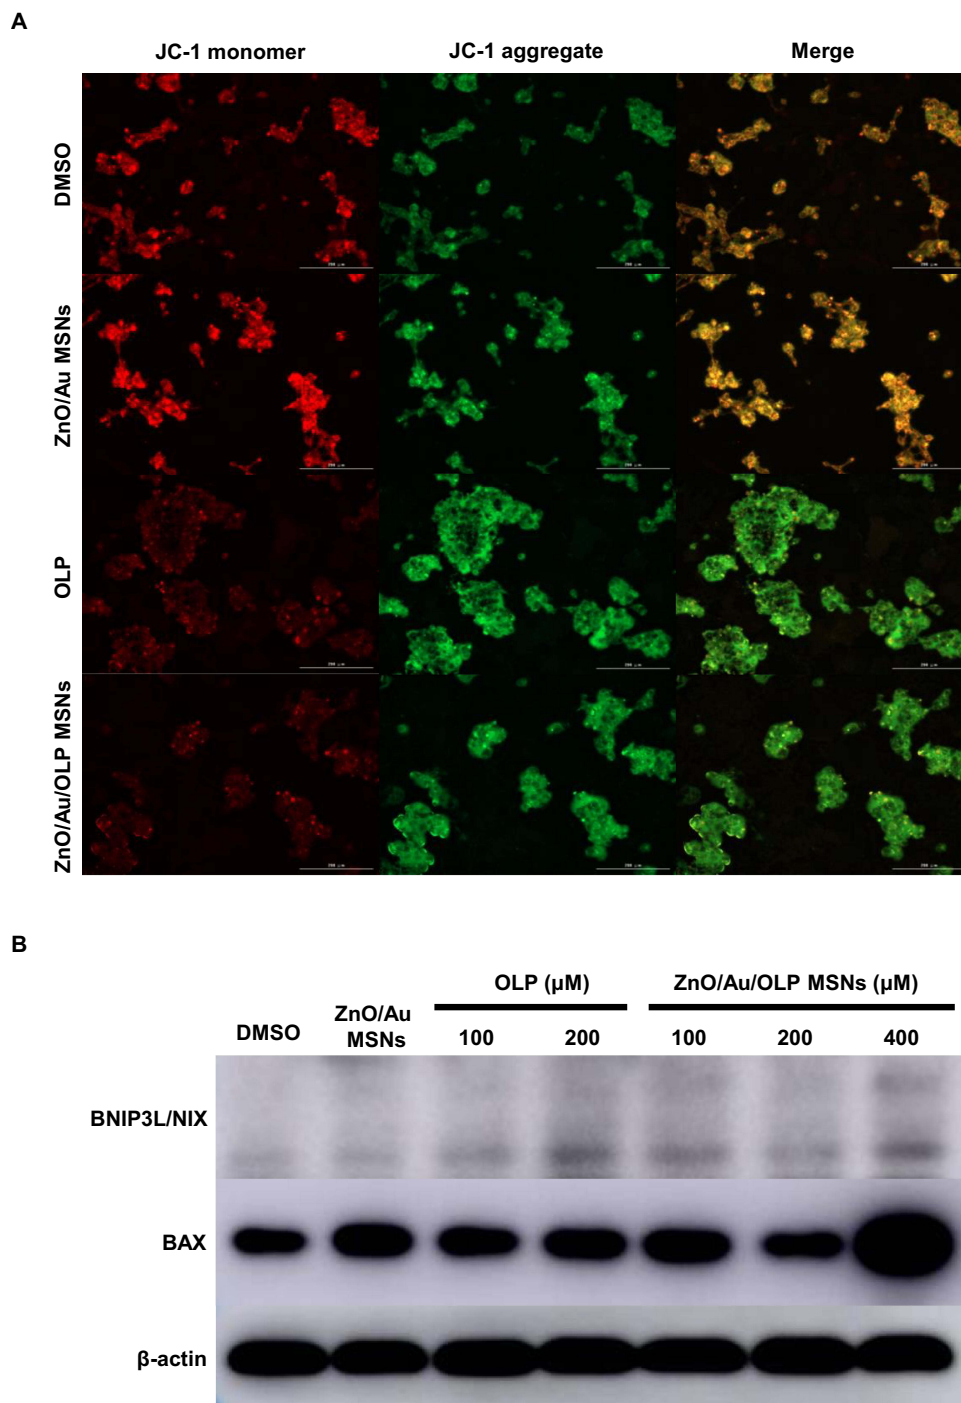 A
JC-1 monomer JC-1 aggregate Merge
DMSO
ZnO/Au MSNs
OLP
ZnO/Au/OLP MSNs
B
OLP (µM) ZnO/Au/OLP MSNs (µM)
DMSO ZnO/Au MSNs 100 200 100 200 400
BNIP3L/NIX
BAX
β-actin